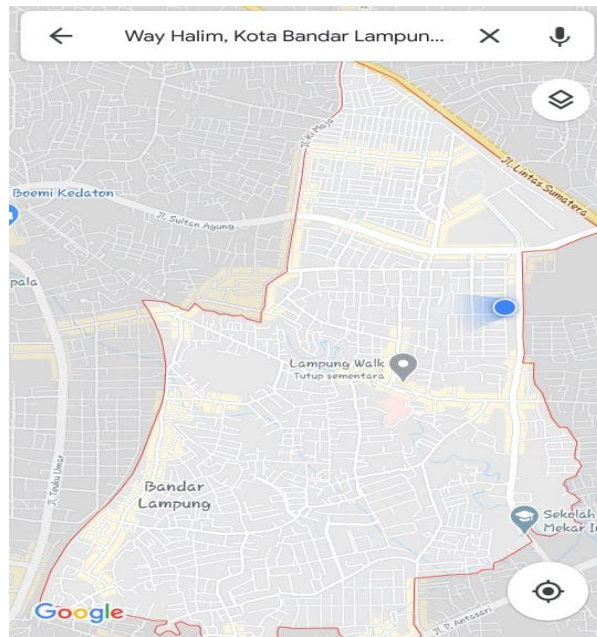 Way Halim, Kota Bandar Lampun...
Jl. Ki Maja
Jl. Lintas Sumatera
Boemi Kedaton
Jl. Sultan Agung
pala
Lampung Walk
Tutup sementara
Jl. Teuku Umar
Bandar
Lampung
Sekolah
Mekar In
Jl. P. Antasari
Google